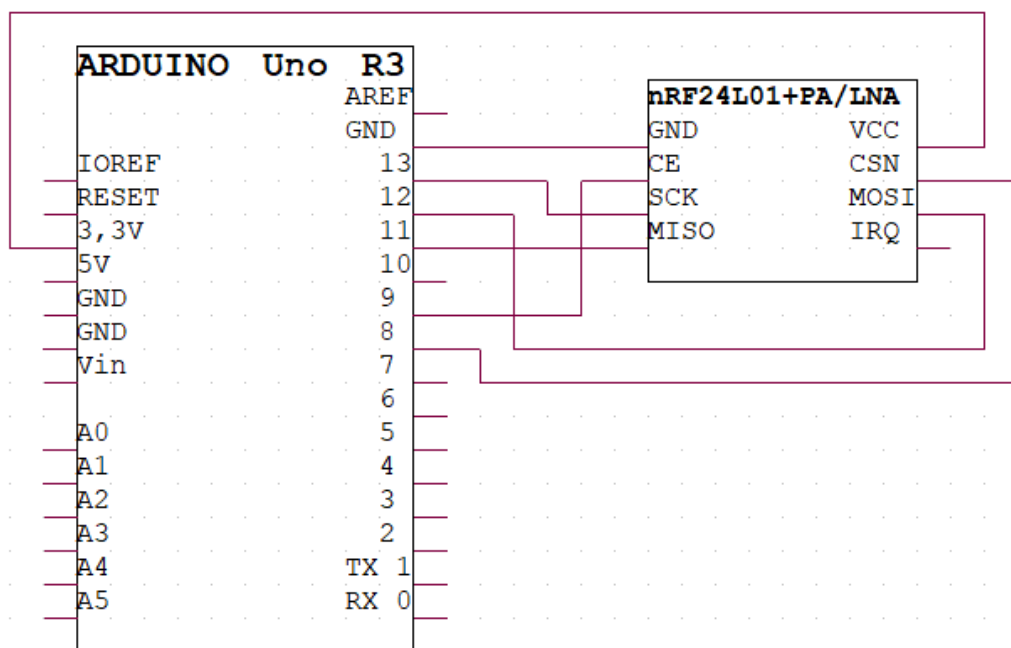 ARDUINO Uno R3
AREF
GND
IOREF 13
RESET 12
3,3V 11
5V 10
GND 9
GND 8
Vin 7
6
A0 5
A1 4
A2 3
A3 2
A4 TX 1
A5 RX 0
nRF24L01+PA/LNA
GND VCC
CE CSN
SCK MOSI
MISO IRQ